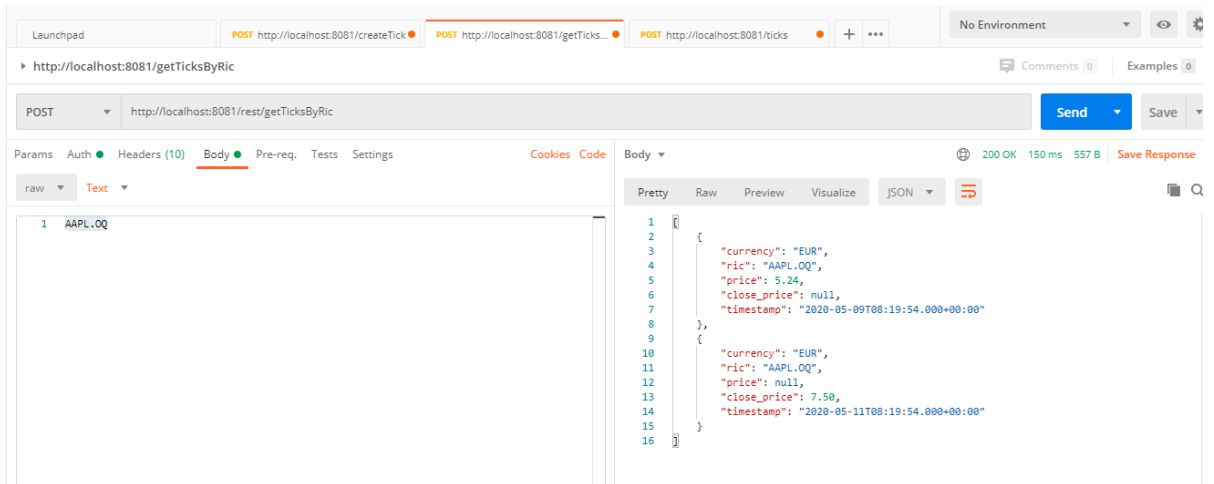 Launchpad
POST http://localhost:8081/createTick
POST http://localhost:8081/getTicks...
POST http://localhost:8081/ticks
No Environment
http://localhost:8081/getTicksByRic
Comments 0
Examples 0
POST
http://localhost:8081/rest/getTicksByRic
Send
Save
Params Auth Headers (10) Body Pre-req. Tests Settings
Cookies Code
raw Text
1 AAPL.OQ
Body
200 OK 150 ms 557 B Save Response
Pretty Raw Preview Visualize JSON
1 [
2 {
3 "currency": "EUR",
4 "ric": "AAPL.OQ",
5 "price": 5.24,
6 "close_price": null,
7 "timestamp": "2020-05-09T08:19:54.000+00:00"
8 },
9 {
10 "currency": "EUR",
11 "ric": "AAPL.OQ",
12 "price": null,
13 "close_price": 7.50,
14 "timestamp": "2020-05-11T08:19:54.000+00:00"
15 }
16 ]